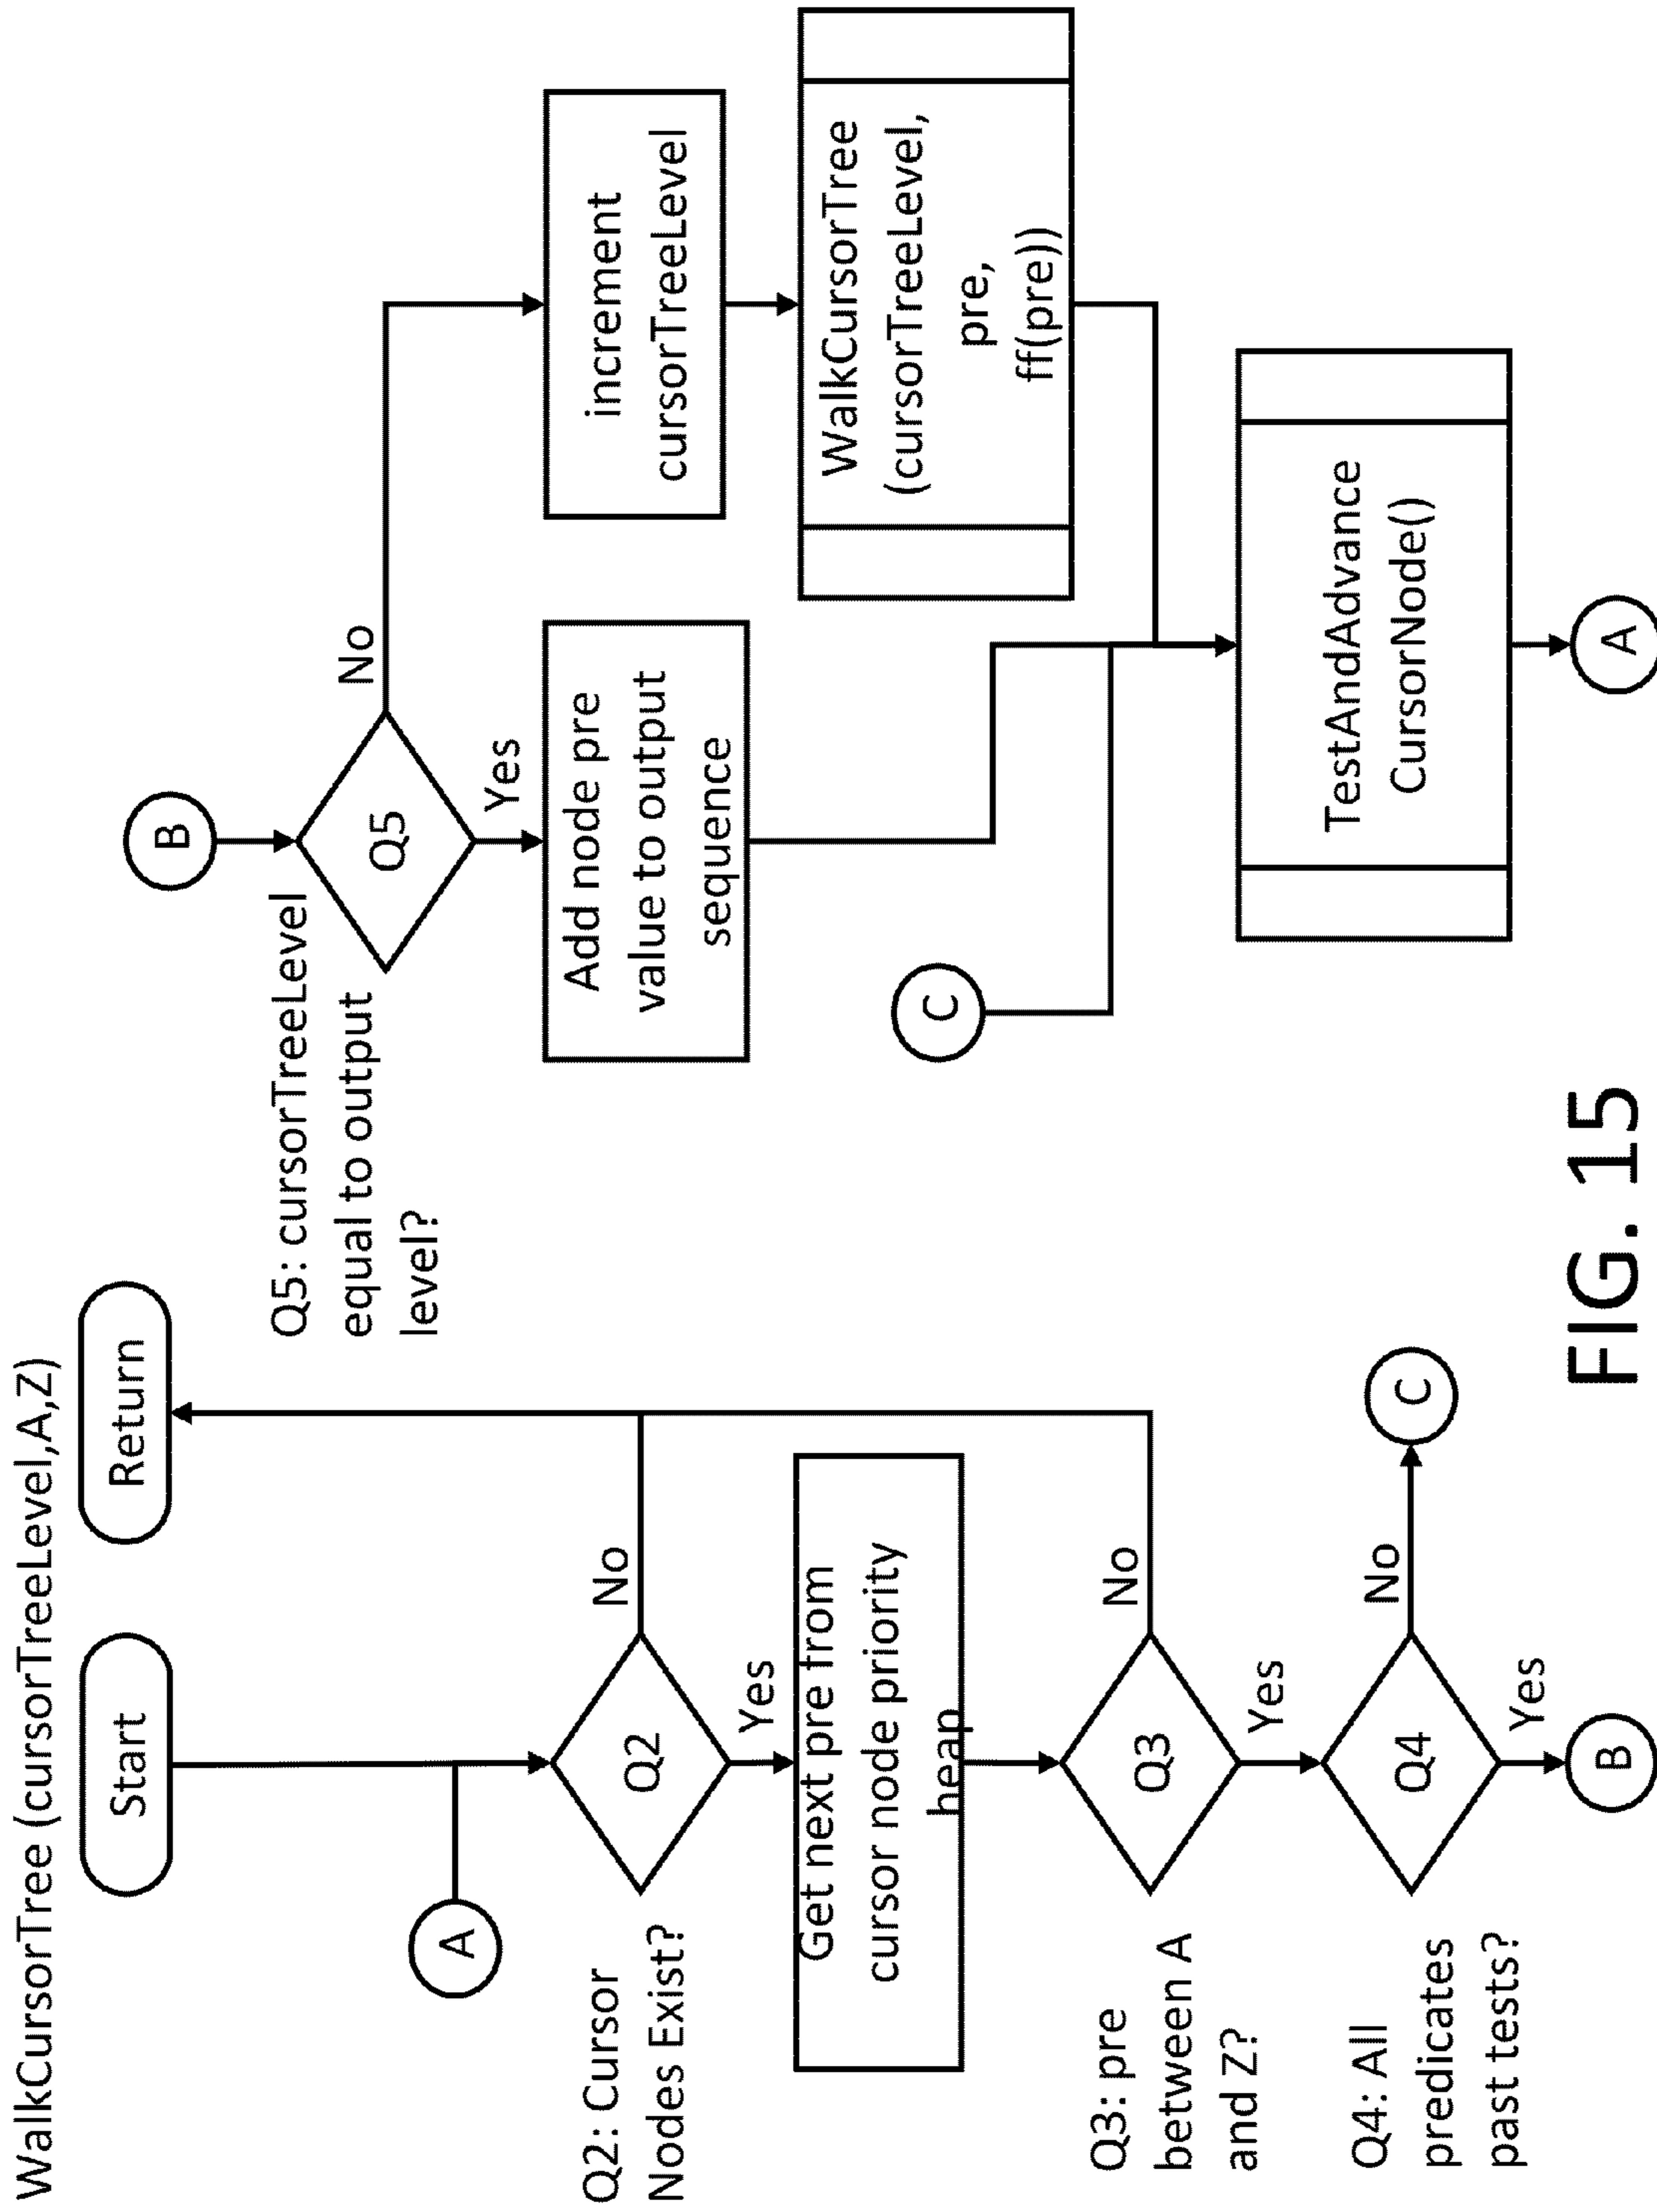 WalkCursorTree (cursorTreeLevel,A,Z)
Start
Return
A
Q2: Cursor
Nodes Exist?
Q2
No
Yes
Get next pre from
cursor node priority
heap
Q3: pre
between A
and Z?
Q3
No
Yes
Q4: All
predicates
past tests?
Q4
No
C
Yes
B
B
Q5: cursorTreeLevel
equal to output
level?
Q5
No
Yes
Add node pre
value to output
sequence
increment
cursorTreeLevel
WalkCursorTree
(cursorTreeLevel,
pre,
ff(pre))
C
TestAndAdvance
CursorNode()
A
FIG. 15